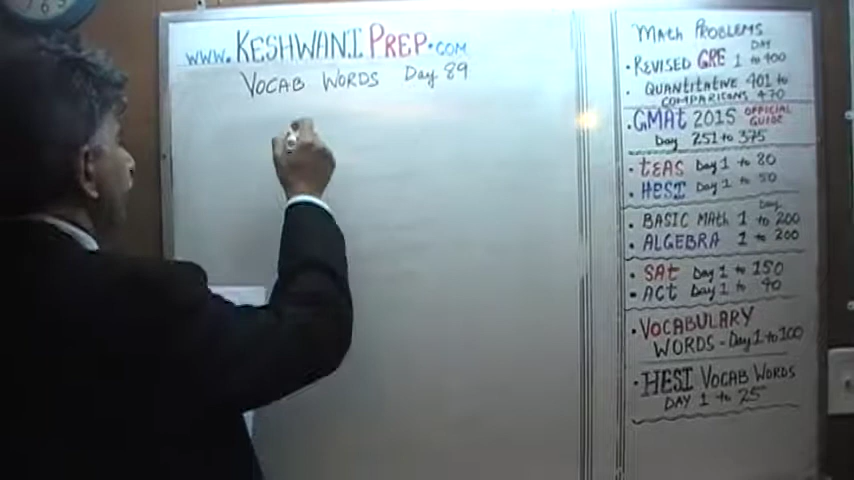 www.KESHWANIPREP.COM
VOCAB WORDS Day 89
MATH PROBLEMS
• REVISED GRE DAY 1 to 400
• QUANTITATIVE 401 to
COMPARISONS 470
• GMAT 2015 OFFICIAL GUIDE
Day 251 to 375
• TEAS Day 1 to 80
• HESI Day 1 to 50
Day
• BASIC MATH 1 to 200
• ALGEBRA 1 to 200
• SAT Day 1 to 150
• ACT Day 1 to 40
• VOCABULARY
WORDS - Day 1 to 100
• HESI VOCAB WORDS
DAY 1 to 25